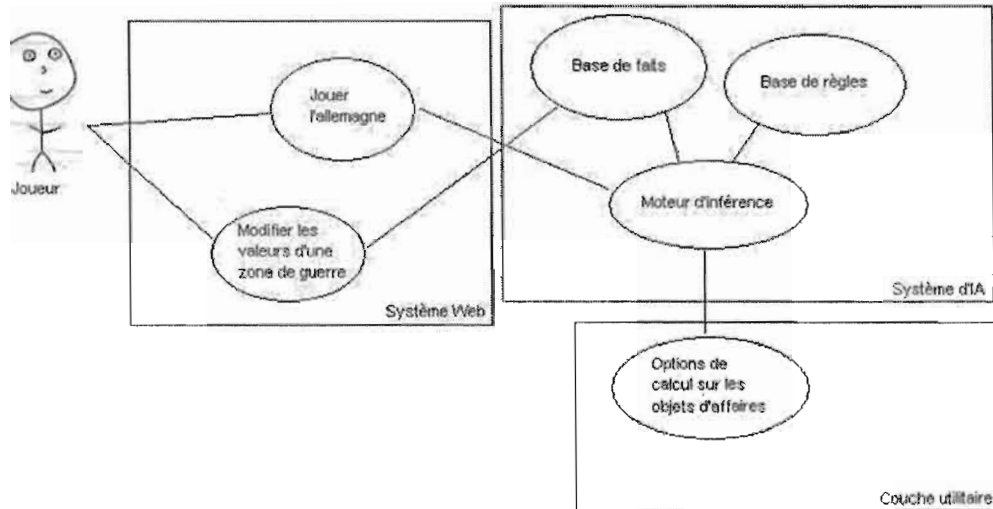 Joueur
Jouer
l'allemagne
Modifier les
valeurs d'une
zone de guerre
Système Web
Base de faits
Base de règles
Moteur d'inférence
Système d'IA
Options de
calcul sur les
objets d'affaires
Couche utilitaire